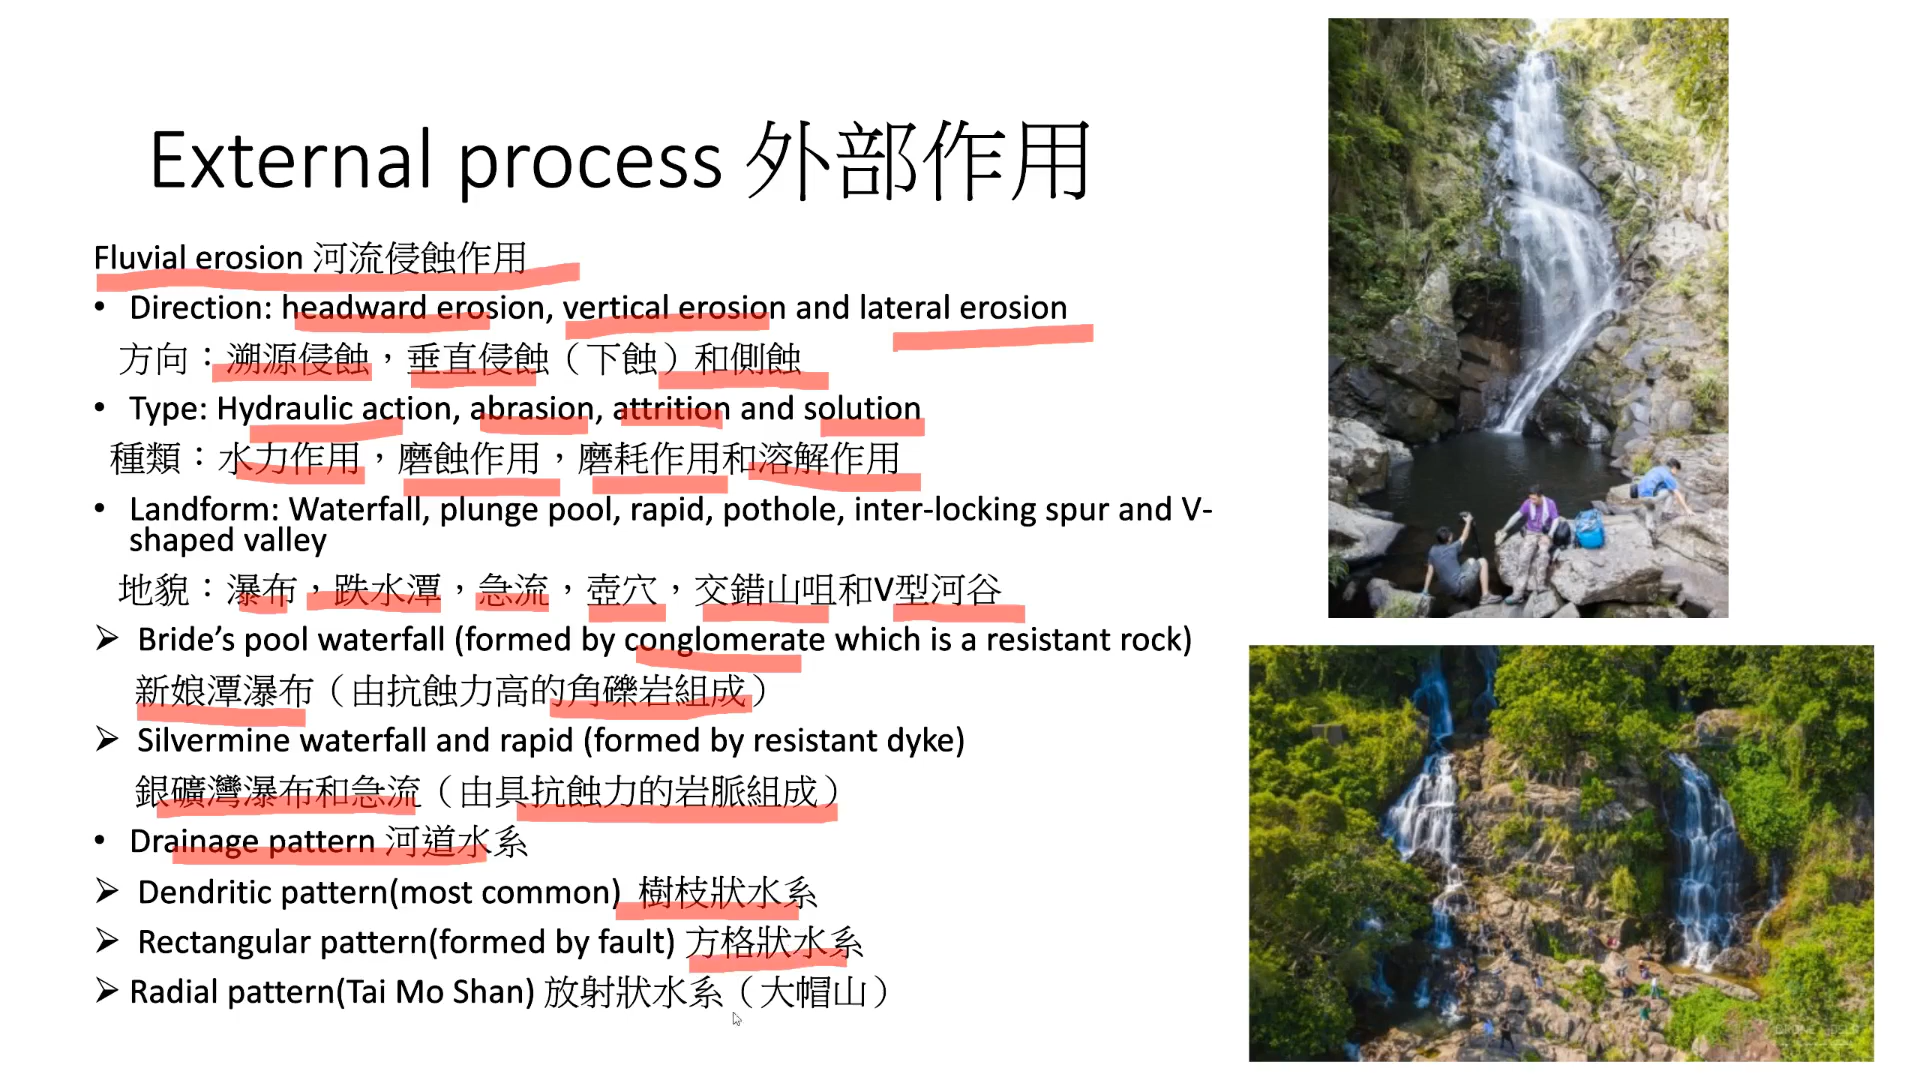 External process 外部作用
Fluvial erosion 河流侵蝕作用
• Direction: headward erosion, vertical erosion and lateral erosion
方向：溯源侵蝕，垂直侵蝕（下蝕）和側蝕
• Type: Hydraulic action, abrasion, attrition and solution
種類：水力作用，磨蝕作用，磨耗作用和溶解作用
• Landform: Waterfall, plunge pool, rapid, pothole, inter-locking spur and V-
shaped valley
地貌：瀑布，跌水潭，急流，壺穴，交錯山咀和V型河谷
➢ Bride’s pool waterfall (formed by conglomerate which is a resistant rock)
新娘潭瀑布（由抗蝕力高的角礫岩組成）
➢ Silvermine waterfall and rapid (formed by resistant dyke)
銀礦灣瀑布和急流（由具抗蝕力的岩脈組成）
• Drainage pattern 河道水系
➢ Dendritic pattern(most common) 樹枝狀水系
➢ Rectangular pattern(formed by fault) 方格狀水系
➢ Radial pattern(Tai Mo Shan) 放射狀水系（大帽山）